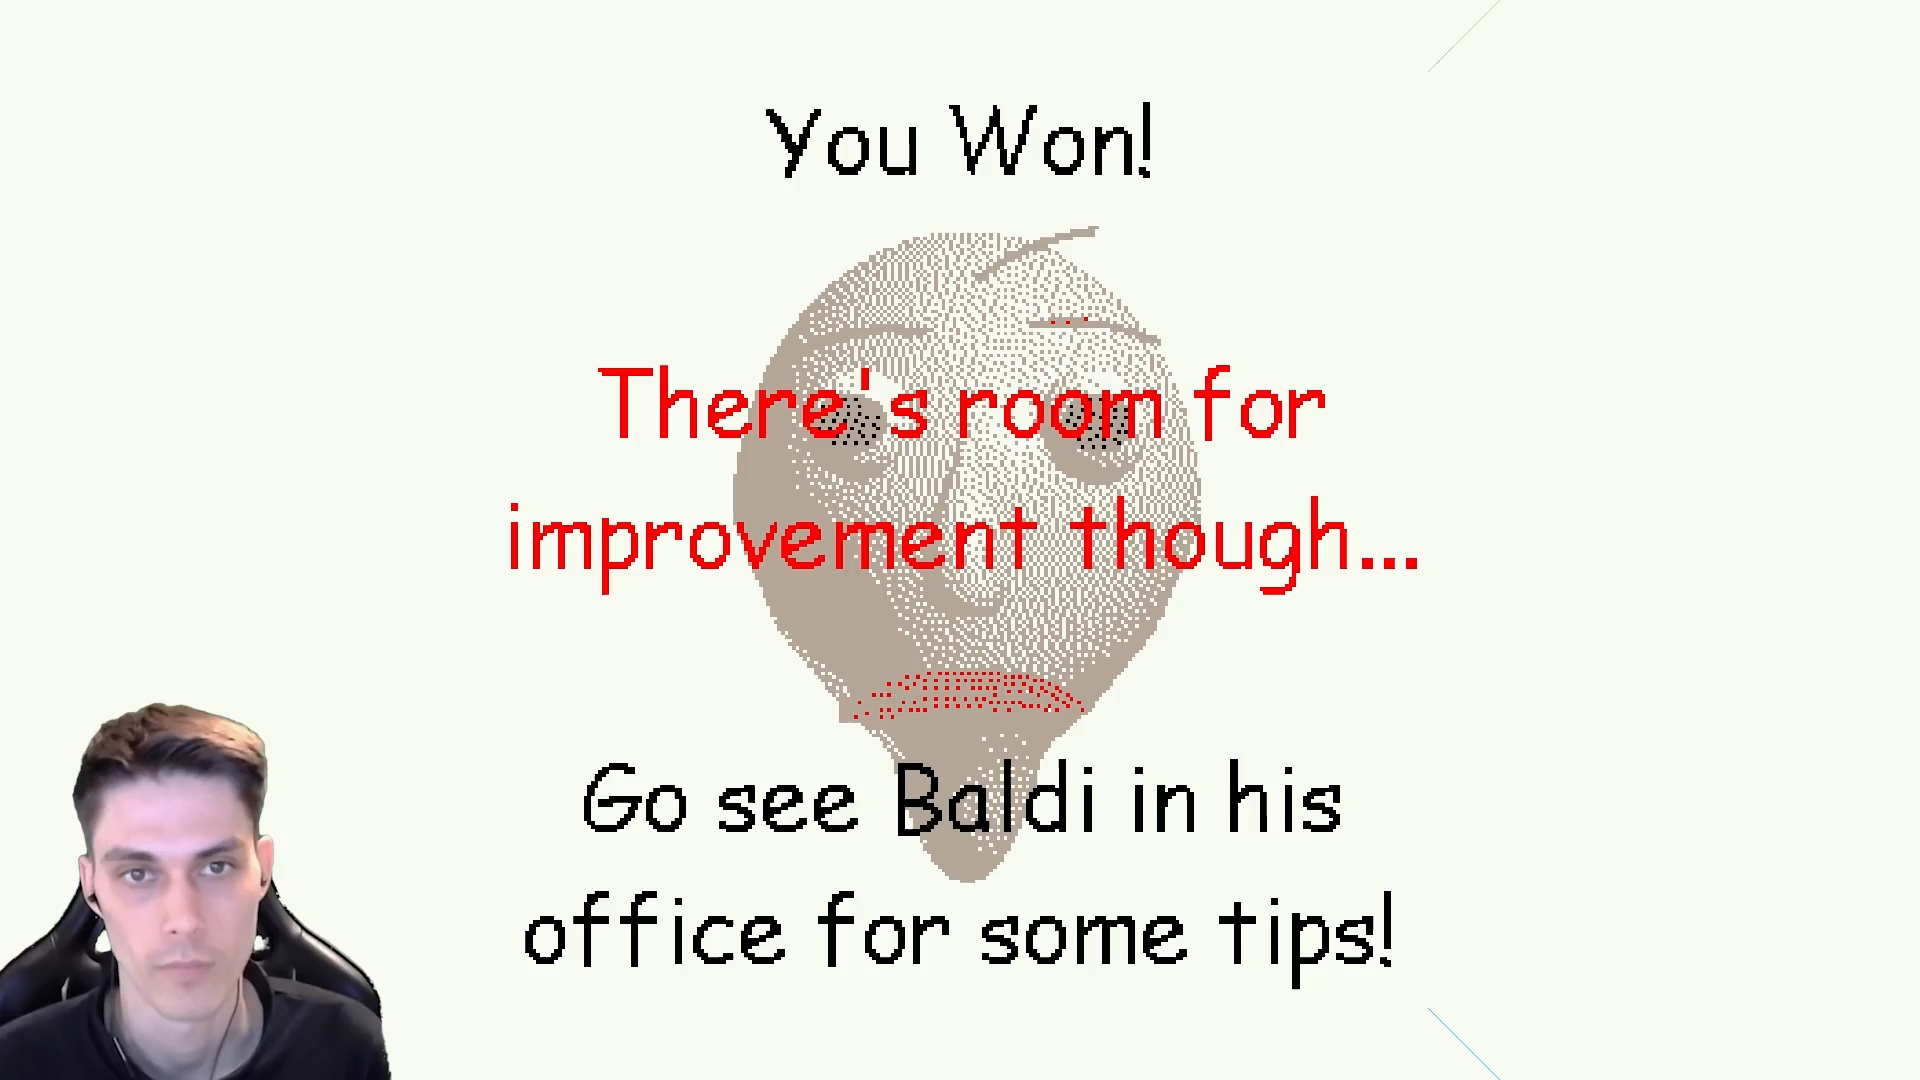 You Won!
There's room for
improvement though...
Go see Baldi in his
office for some tips!